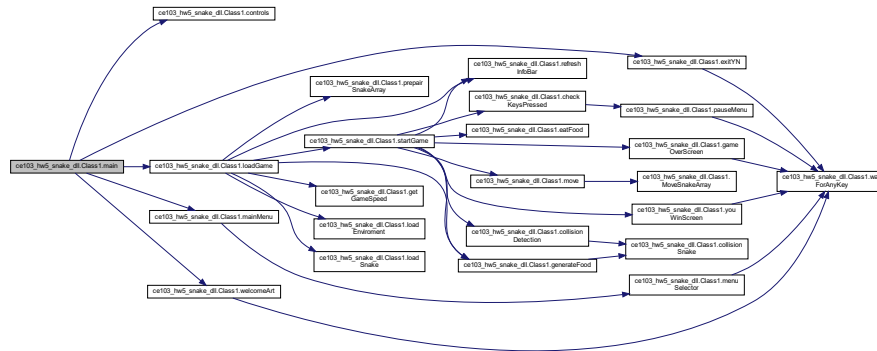 ce103_hw5_snake_dll.Class1.main
ce103_hw5_snake_dll.Class1.controls
ce103_hw5_snake_dll.Class1.loadGame
ce103_hw5_snake_dll.Class1.mainMenu
ce103_hw5_snake_dll.Class1.welcomeArt
ce103_hw5_snake_dll.Class1.prepair
SnakeArray
ce103_hw5_snake_dll.Class1.startGame
ce103_hw5_snake_dll.Class1.get
GameSpeed
ce103_hw5_snake_dll.Class1.load
Enviroment
ce103_hw5_snake_dll.Class1.load
Snake
ce103_hw5_snake_dll.Class1.refresh
InfoBar
ce103_hw5_snake_dll.Class1.check
KeysPressed
ce103_hw5_snake_dll.Class1.eatFood
ce103_hw5_snake_dll.Class1.move
ce103_hw5_snake_dll.Class1.collision
Detection
ce103_hw5_snake_dll.Class1.generateFood
ce103_hw5_snake_dll.Class1.exitYN
ce103_hw5_snake_dll.Class1.pauseMenu
ce103_hw5_snake_dll.Class1.game
OverScreen
ce103_hw5_snake_dll.Class1.
MoveSnakeArray
ce103_hw5_snake_dll.Class1.you
WinScreen
ce103_hw5_snake_dll.Class1.collision
Snake
ce103_hw5_snake_dll.Class1.menu
Selector
ce103_hw5_snake_dll.Class1.wa
ForAnyKey